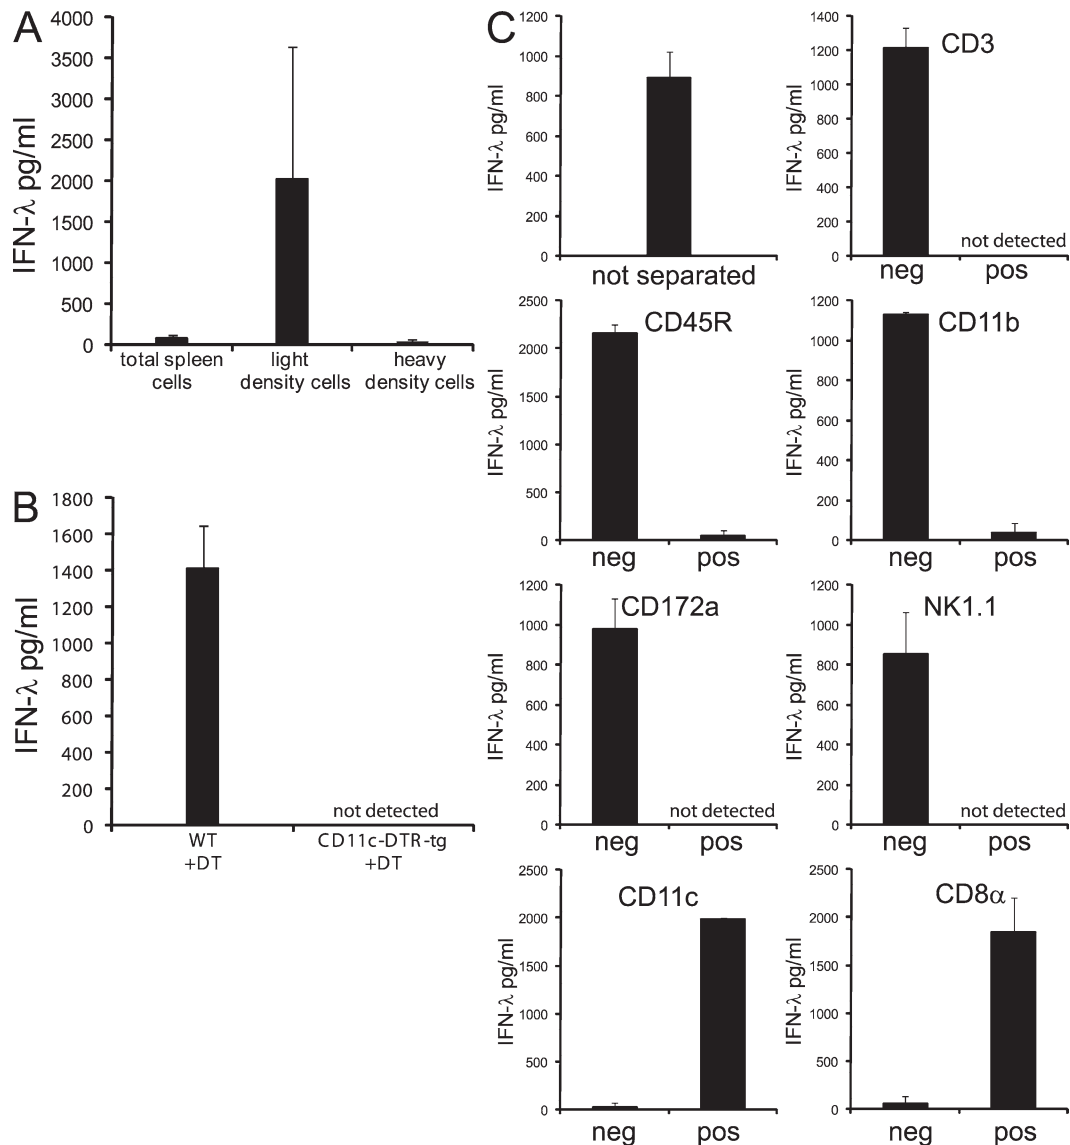 A
IFN-λ pg/ml
4000
3500
3000
2500
2000
1500
1000
500
0
total spleen cells
light density cells
heavy density cells
B
IFN-λ pg/ml
1800
1600
1400
1200
1000
800
600
400
200
0
not detected
WT +DT
CD11c-DTR-tg +DT
C
IFN-λ pg/ml
1200
1000
800
600
400
200
0
not separated
CD3
IFN-λ pg/ml
1400
1200
1000
800
600
400
200
0
not detected
neg pos
CD45R
IFN-λ pg/ml
2500
2000
1500
1000
500
0
neg pos
CD11b
IFN-λ pg/ml
1200
1000
800
600
400
200
0
neg pos
CD172a
IFN-λ pg/ml
1200
1000
800
600
400
200
0
not detected
neg pos
NK1.1
IFN-λ pg/ml
1200
1000
800
600
400
200
0
not detected
neg pos
CD11c
IFN-λ pg/ml
2500
2000
1500
1000
500
0
neg pos
CD8α
IFN-λ pg/ml
2500
2000
1500
1000
500
0
neg pos